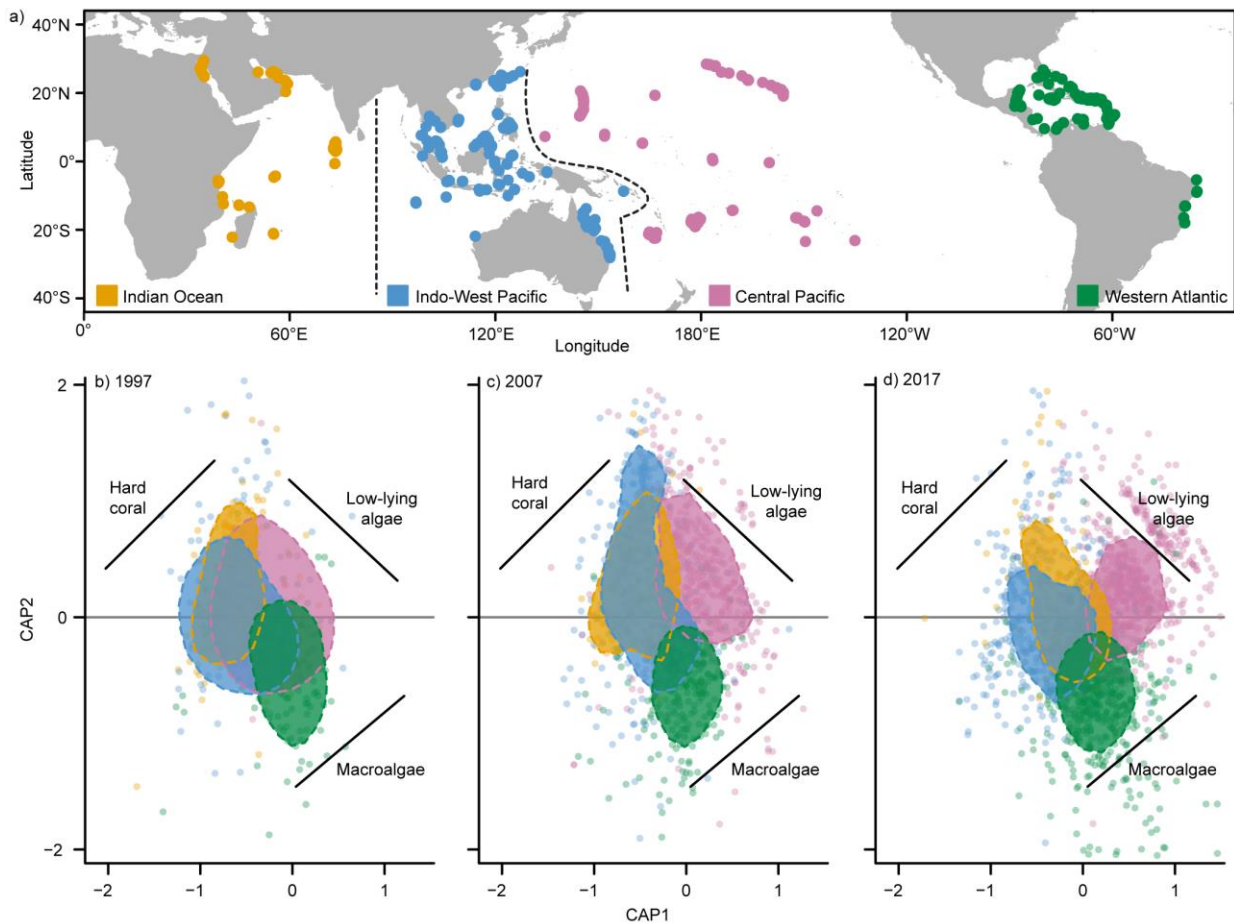 a)
40°N
20°N
0°
20°S
40°S
Latitude
Indian Ocean
Indo-West Pacific
Central Pacific
Western Atlantic
0°
60°E
120°E
180°E
120°W
60°W
Longitude
b) 1997
Hard
coral
Low-lying
algae
Macroalgae
c) 2007
Hard
coral
Low-lying
algae
Macroalgae
d) 2017
Hard
coral
Low-lying
algae
Macroalgae
2
0
−2
CAP2
−2
−1
0
1
−2
−1
0
1
−2
−1
0
1
CAP1